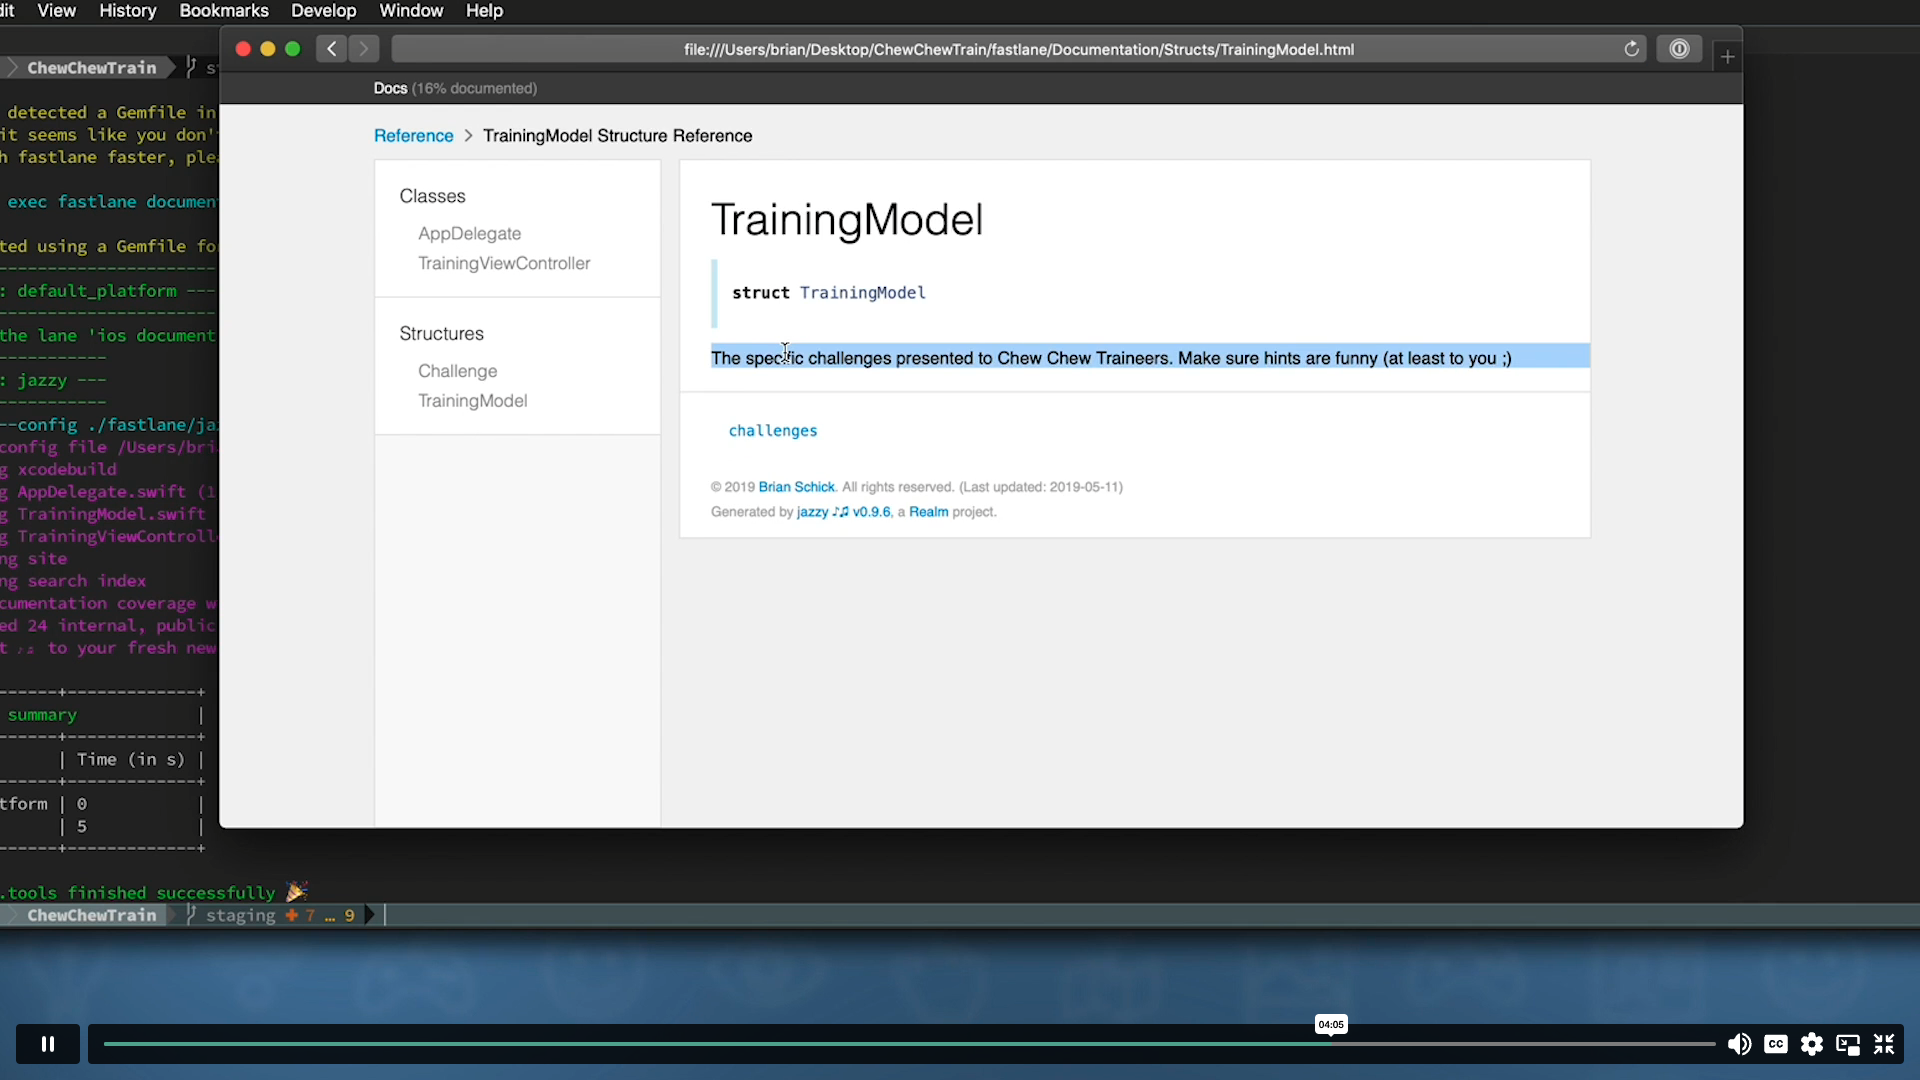 dit View History Bookmarks Develop Window Help
file:///Users/brian/Desktop/ChewChewTrain/fastlane/Documentation/Structs/TrainingModel.html
ChewChewTrain
Docs (16% documented)
detected a Gemfile in
it seems like you don'
h fastlane faster, plea
exec fastlane document
ted using a Gemfile fo
: default_platform ---
the lane 'ios document
: jazzy ---
--config ./fastlane/ja
config file /Users/bri
g xcodebuild
g AppDelegate.swift (1
g TrainingModel.swift
g TrainingViewControll
ng site
ng search index
cumentation coverage w
ed 24 internal, public
t ♪♫ to your fresh new
summary
| Time (in s) |
tform | 0 |
| 5 |
.tools finished successfully 🎉
ChewChewTrain staging + 7 … 9
Reference > TrainingModel Structure Reference
Classes
AppDelegate
TrainingViewController
Structures
Challenge
TrainingModel
TrainingModel
struct TrainingModel
The specific challenges presented to Chew Chew Traineers. Make sure hints are funny (at least to you ;)
challenges
© 2019 Brian Schick. All rights reserved. (Last updated: 2019-05-11)
Generated by jazzy ♪♫ v0.9.6, a Realm project.
04:05
CC